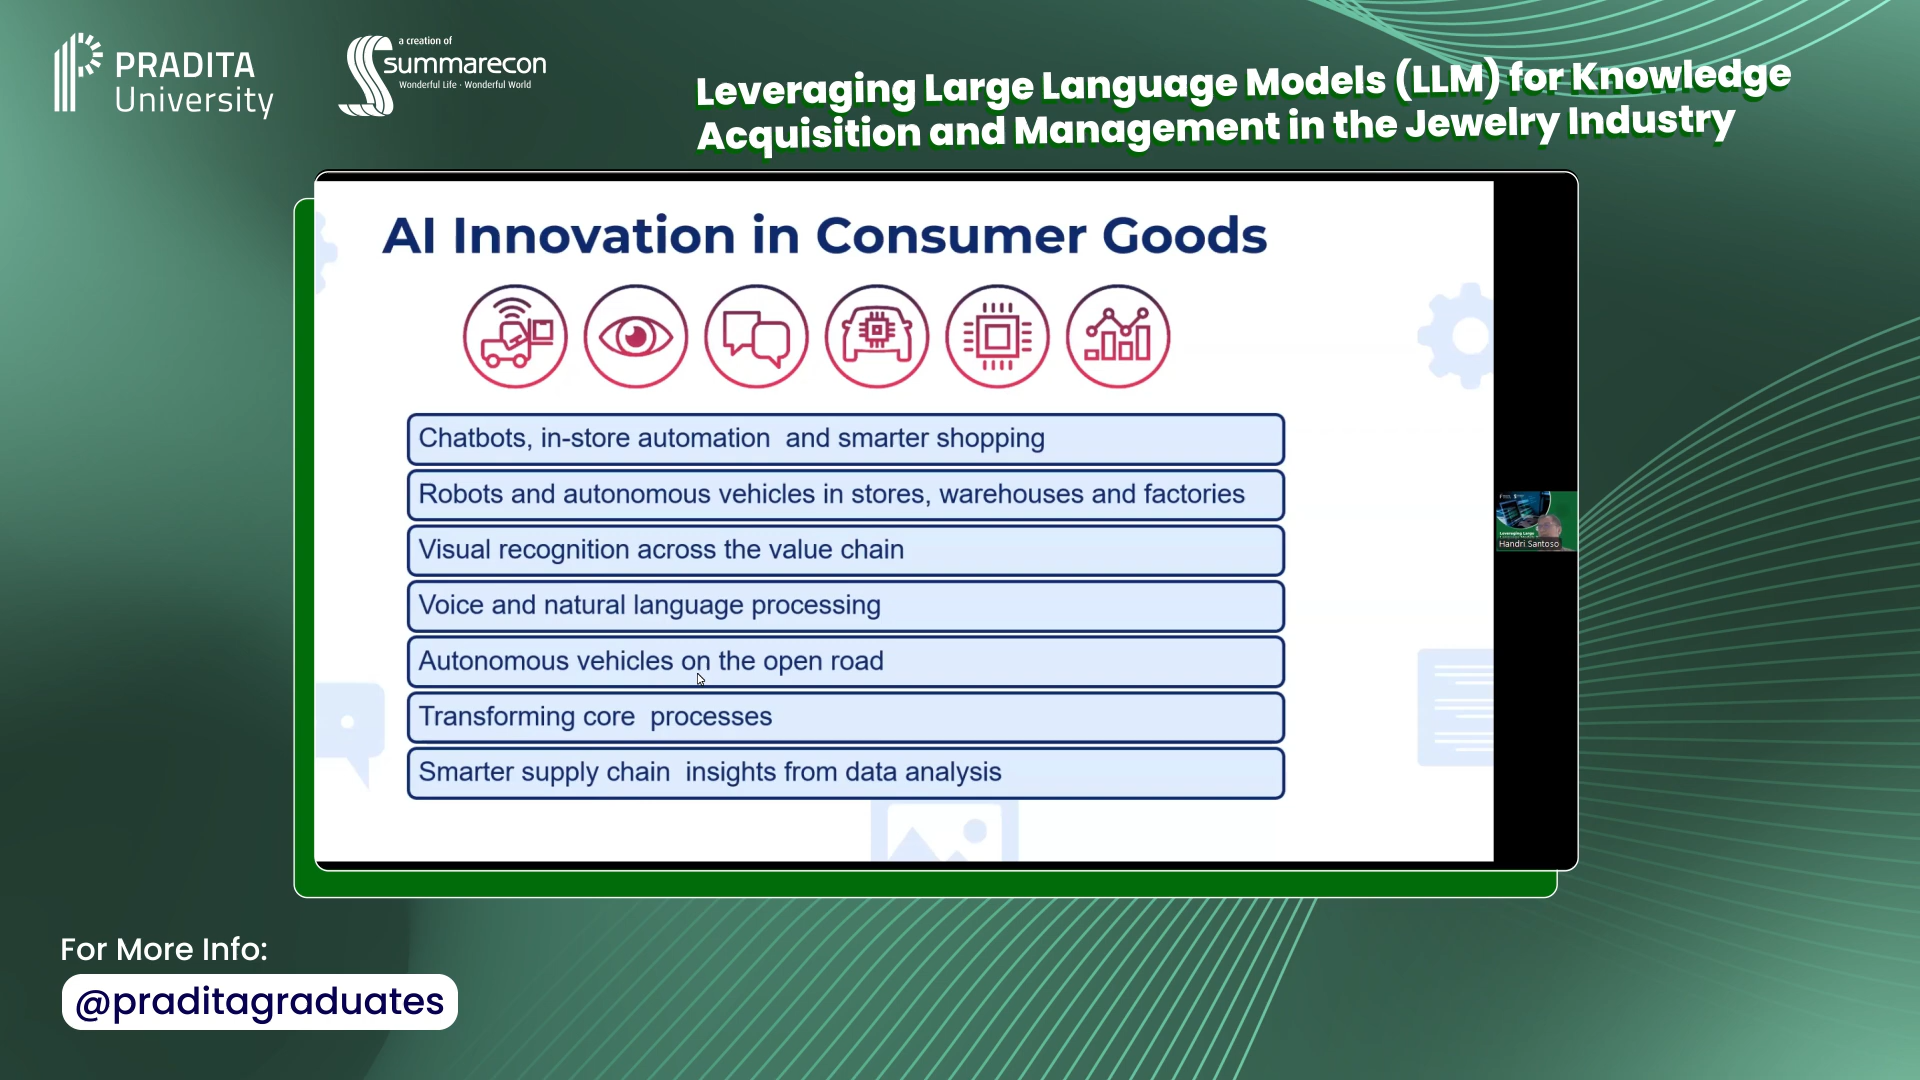 PRADITA
University
a creation of
summarecon
Wonderful Life · Wonderful World
Leveraging Large Language Models (LLM) for Knowledge
Acquisition and Management in the Jewelry Industry
AI Innovation in Consumer Goods
Chatbots, in-store automation and smarter shopping
Robots and autonomous vehicles in stores, warehouses and factories
Visual recognition across the value chain
Voice and natural language processing
Autonomous vehicles on the open road
Transforming core processes
Smarter supply chain insights from data analysis
Leveraging Large
Handri Santoso
For More Info:
@praditagraduates